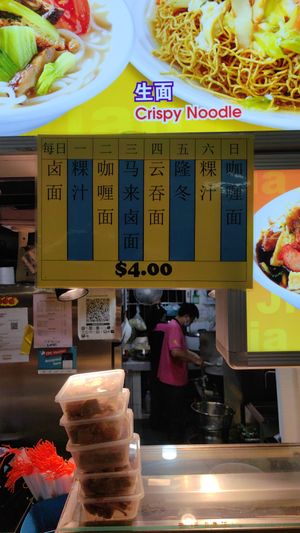 生面
Crispy Noodle
每日 一 二 三 四 五 六 日
卤面 粿汁 咖喱面 马来卤面 云吞面 隆冬 粿汁 咖喱面
$4.00